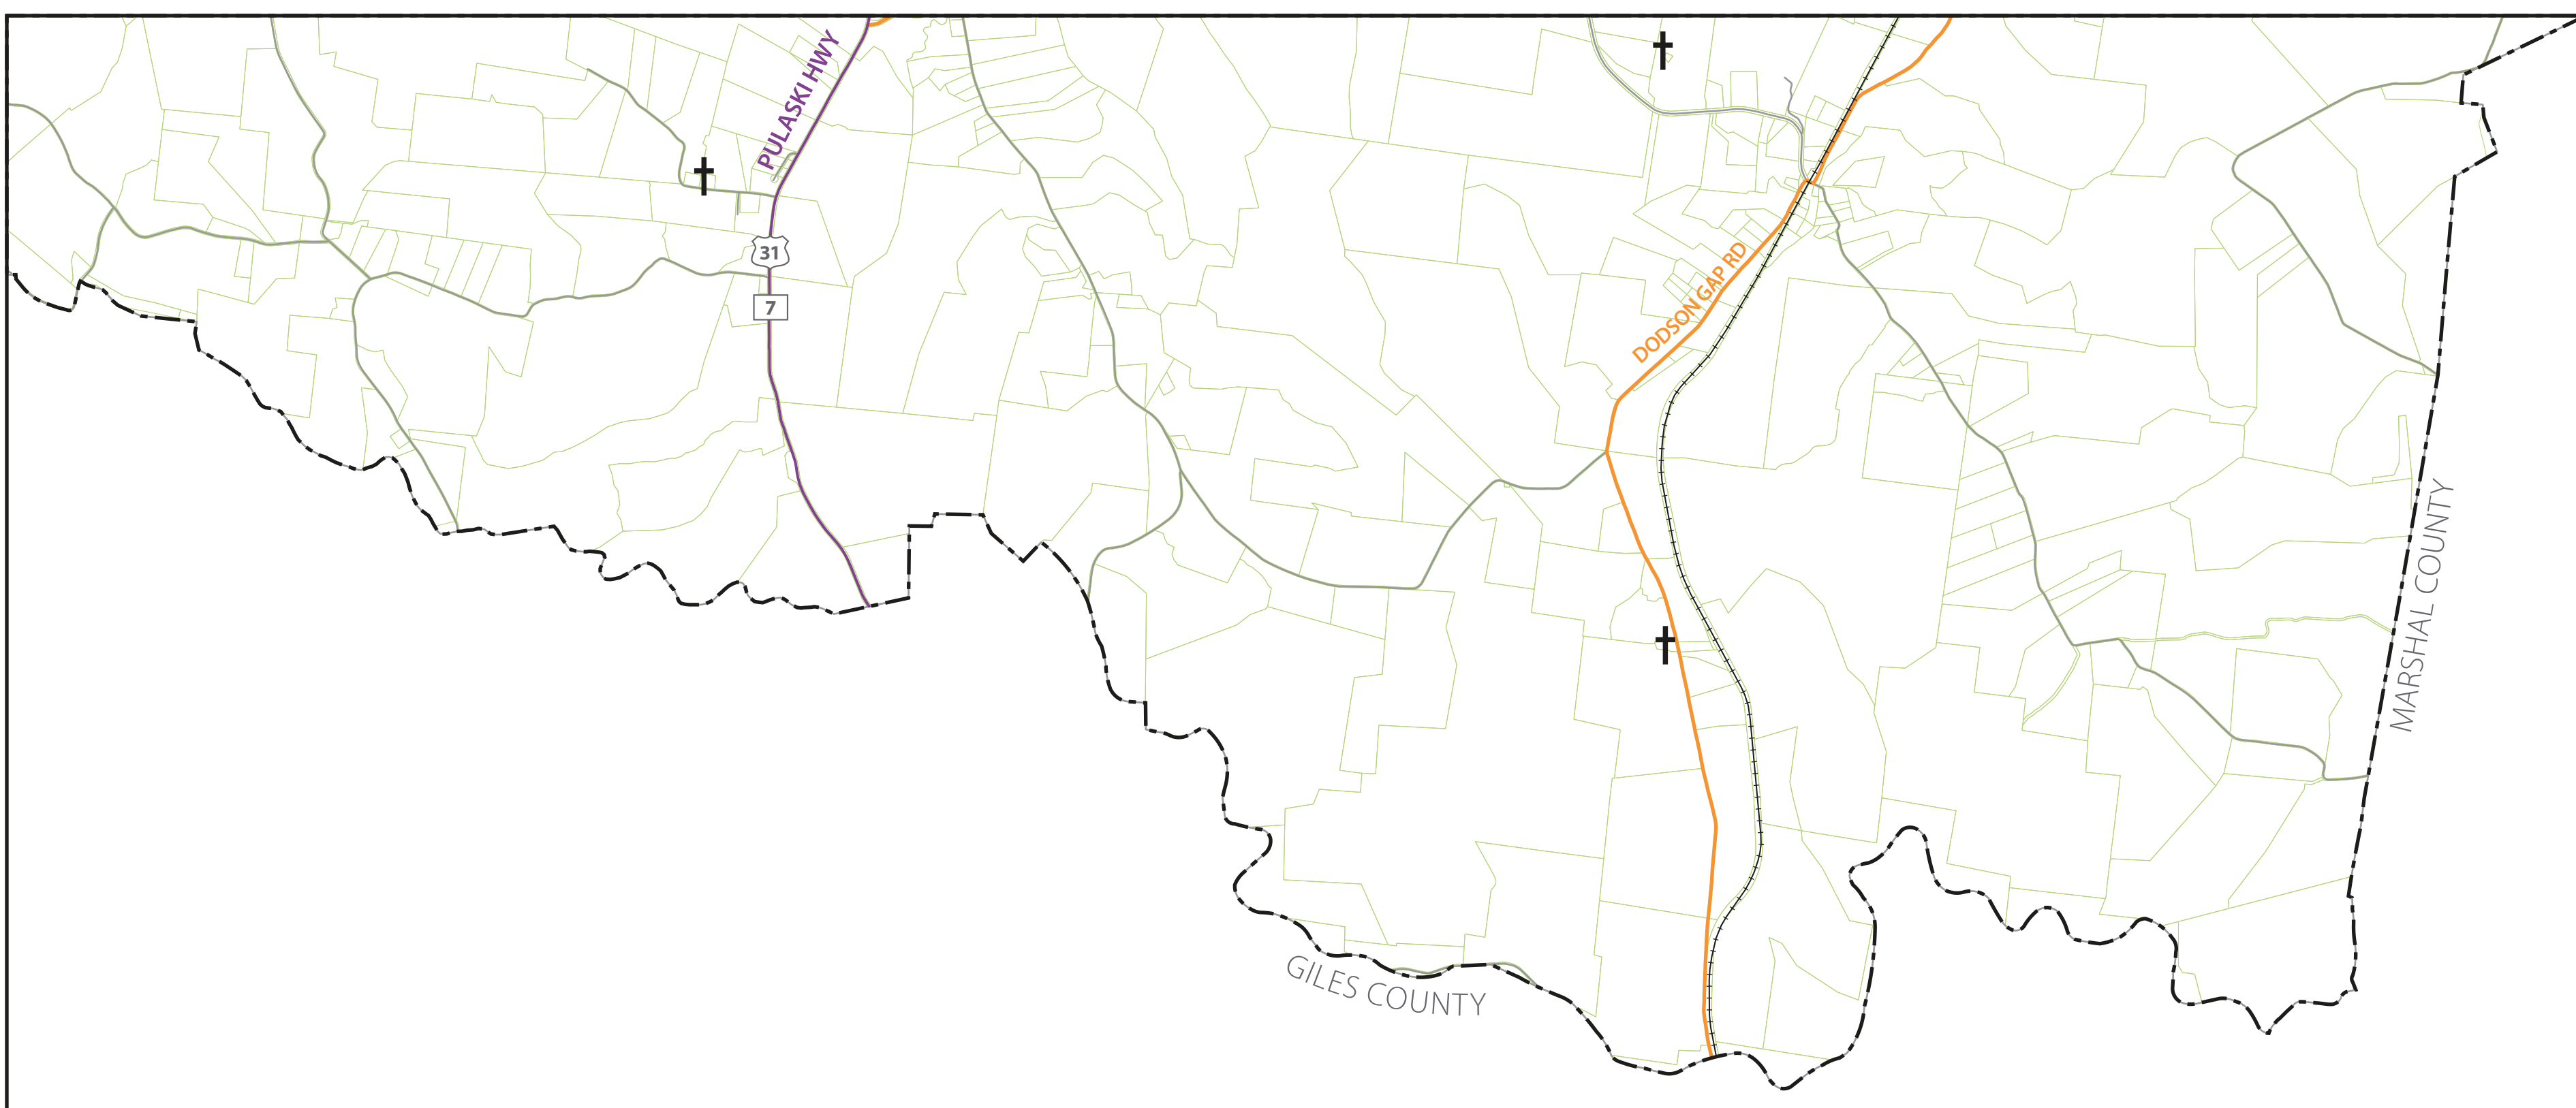 PULASKI HWY
31
7
DODSON GAP RD
MARSHAL COUNTY
GILES COUNTY